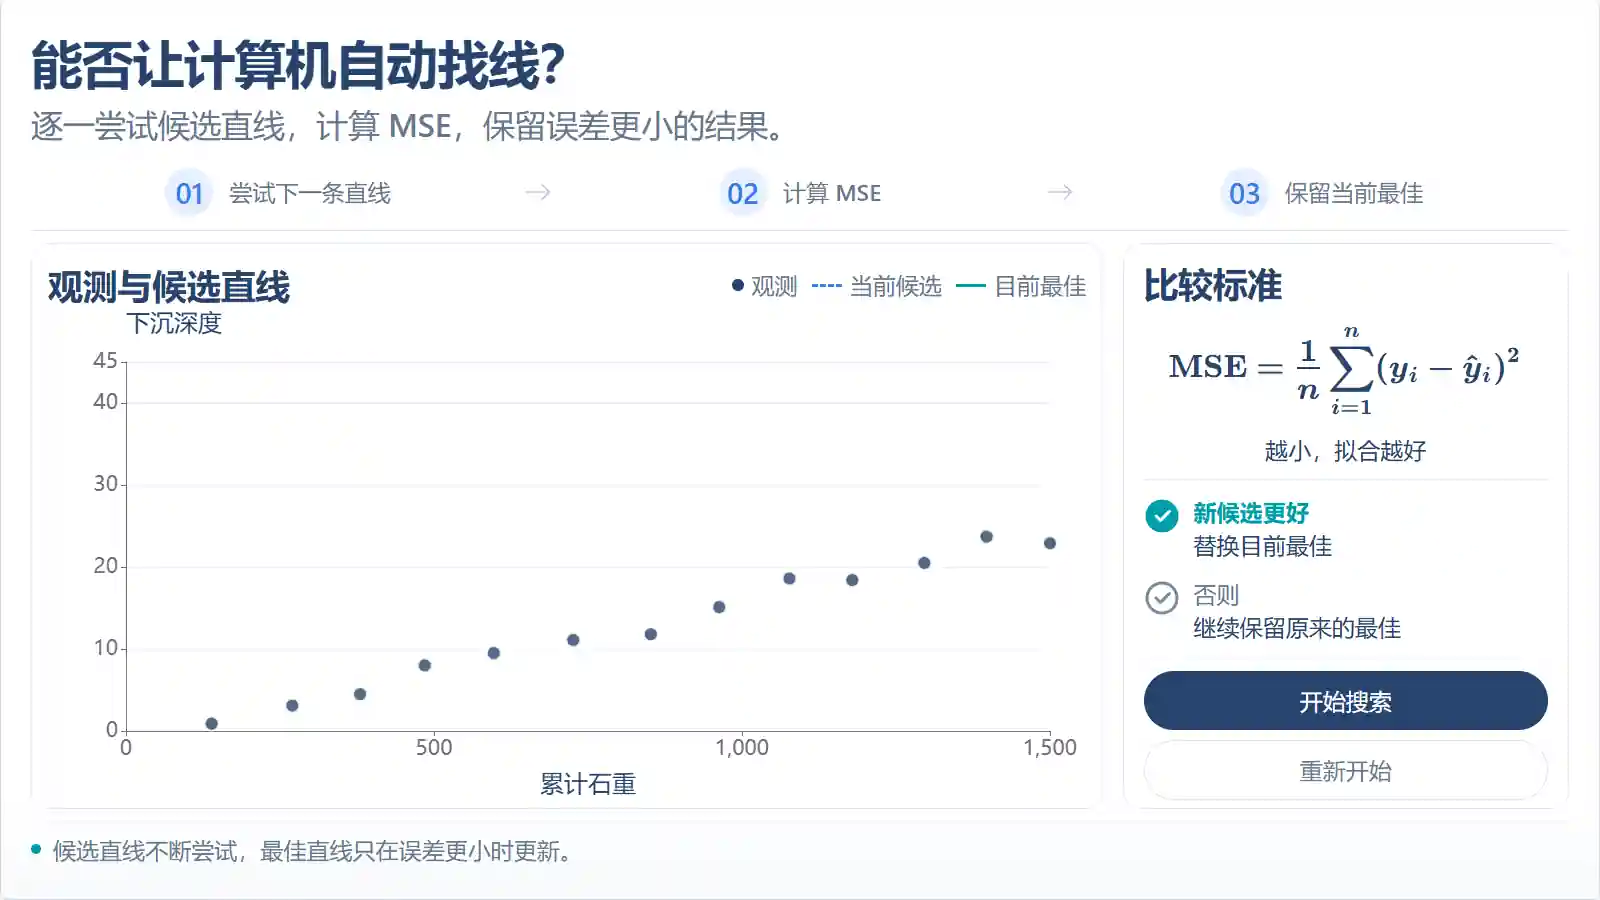 能否让计算机自动找线？
逐一尝试候选直线，计算 MSE，保留误差更小的结果。
01 尝试下一条直线 → 02 计算 MSE → 03 保留当前最佳
观测与候选直线
观测 当前候选 目前最佳
下沉深度
45
40
30
20
10
0
0 500 1,000 1,500
累计石重
比较标准
MSE = \frac{1}{n} \sum_{i=1}^{n} (y_i - \hat{y}_i)^2
越小，拟合越好
新候选更好
替换目前最佳
否则
继续保留原来的最佳
开始搜索
重新开始
候选直线不断尝试，最佳直线只在误差更小时更新。